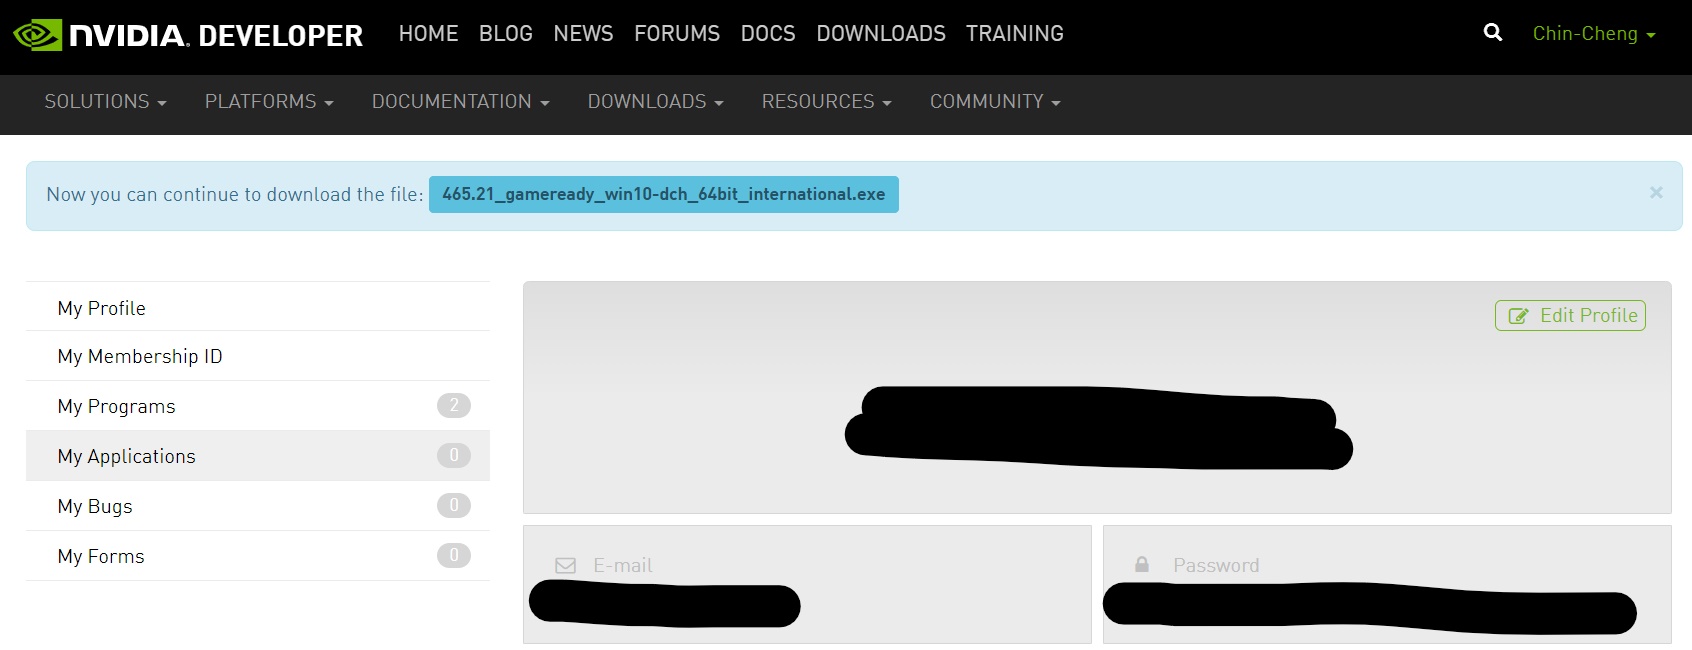 NVIDIA. DEVELOPER HOME BLOG NEWS FORUMS DOCS DOWNLOADS TRAINING Chin-Cheng
SOLUTIONS PLATFORMS DOCUMENTATION DOWNLOADS RESOURCES COMMUNITY
Now you can continue to download the file: 465.21_gameready_win10-dch_64bit_international.exe ×
My Profile
My Membership ID
My Programs 2
My Applications 0
My Bugs 0
My Forms 0
Edit Profile
E-mail
Password